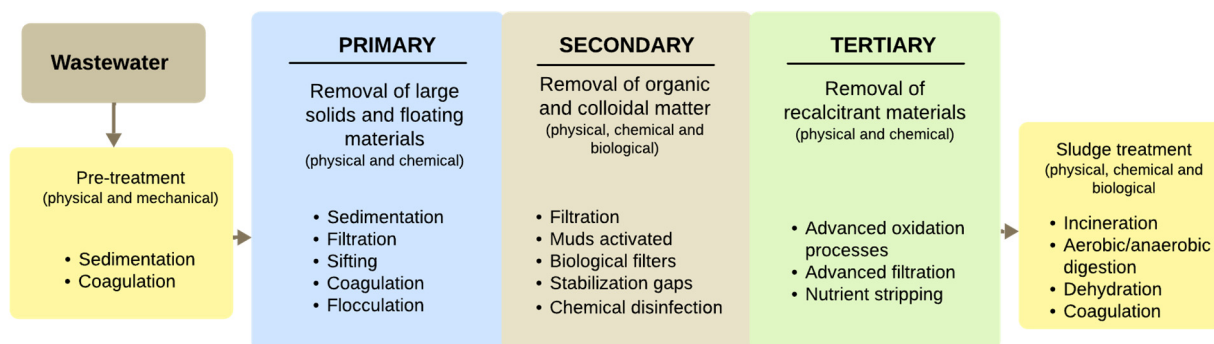 Wastewater
Pre-treatment
(physical and mechanical)
• Sedimentation
• Coagulation
PRIMARY
Removal of large
solids and floating
materials
(physical and chemical)
• Sedimentation
• Filtration
• Sifting
• Coagulation
• Flocculation
SECONDARY
Removal of organic
and colloidal matter
(physical, chemical and
biological)
• Filtration
• Muds activated
• Biological filters
• Stabilization gaps
• Chemical disinfection
TERTIARY
Removal of
recalcitrant materials
(physical and chemical)
• Advanced oxidation
processes
• Advanced filtration
• Nutrient stripping
Sludge treatment
(physical, chemical and
biological
• Incineration
• Aerobic/anaerobic
digestion
• Dehydration
• Coagulation